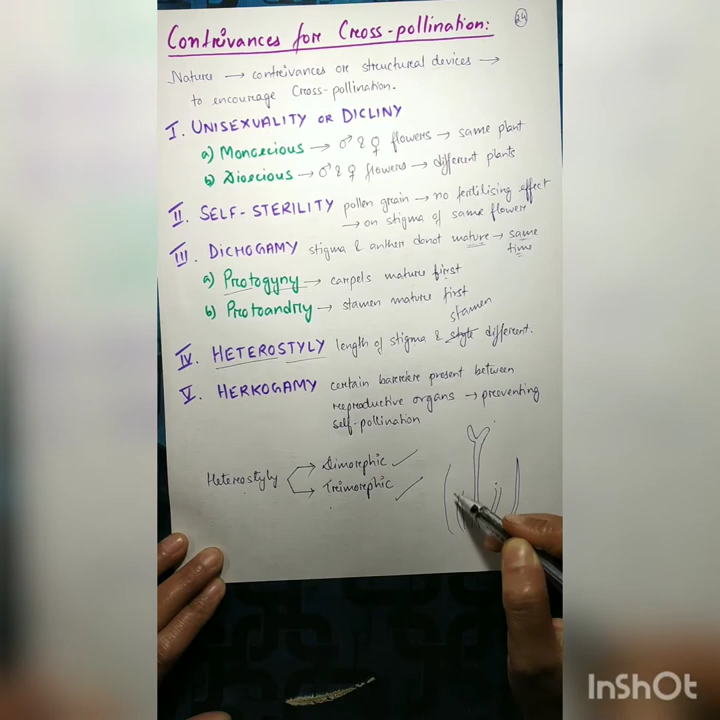 Contrivances for Cross-pollination:
24
Nature → contrivances or structural devices →
to encourage Cross-pollination.
I. UNISEXUALITY OR DICLINY
a) Monoecious → ♂ & ♀ flowers → same plant
b) Dioecious → ♂ & ♀ flowers → different plants
II. SELF-STERILITY pollen grain → no fertilising effect
→ on stigma of same flower
III. DICHOGAMY stigma & anther donot mature → same
time
a) Protogyny → carpels mature first
b) Protoandry → stamen mature first
stamen
IV. HETEROSTYLY length of stigma & style different.
V. HERKOGAMY certain barrier present between
reproductive organs → preventing
self-pollination
Heterostyly
Dimorphic ✓
Trimorphic ✓
InShOt